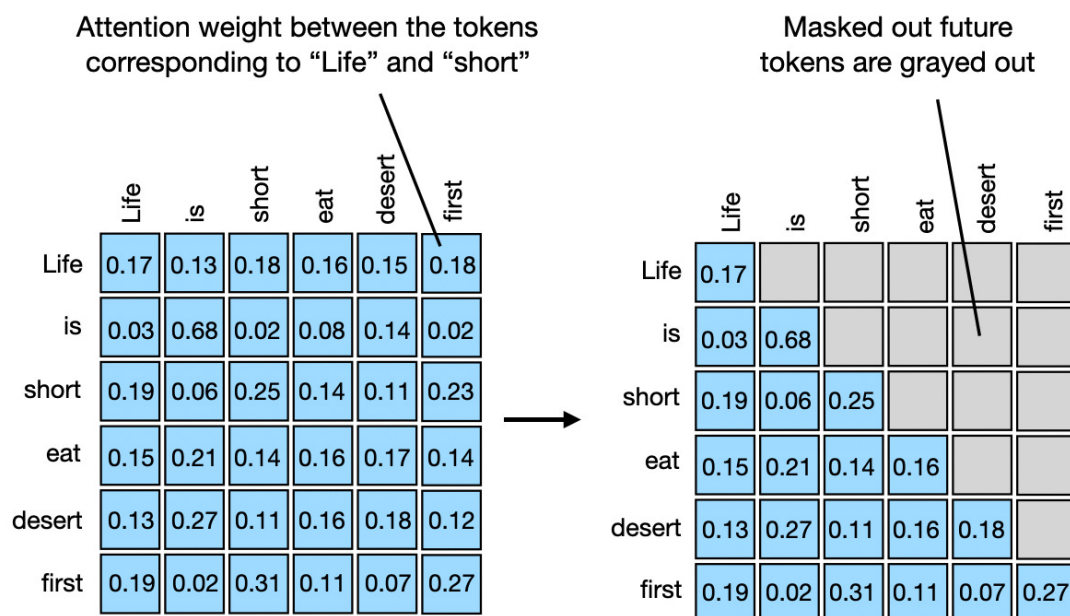 Attention weight between the tokens
corresponding to “Life” and “short”
Masked out future
tokens are grayed out
Life is short eat desert first
Life 0.17 0.13 0.18 0.16 0.15 0.18
is 0.03 0.68 0.02 0.08 0.14 0.02
short 0.19 0.06 0.25 0.14 0.11 0.23
eat 0.15 0.21 0.14 0.16 0.17 0.14
desert 0.13 0.27 0.11 0.16 0.18 0.12
first 0.19 0.02 0.31 0.11 0.07 0.27
Life is short eat desert first
Life 0.17
is 0.03 0.68
short 0.19 0.06 0.25
eat 0.15 0.21 0.14 0.16
desert 0.13 0.27 0.11 0.16 0.18
first 0.19 0.02 0.31 0.11 0.07 0.27